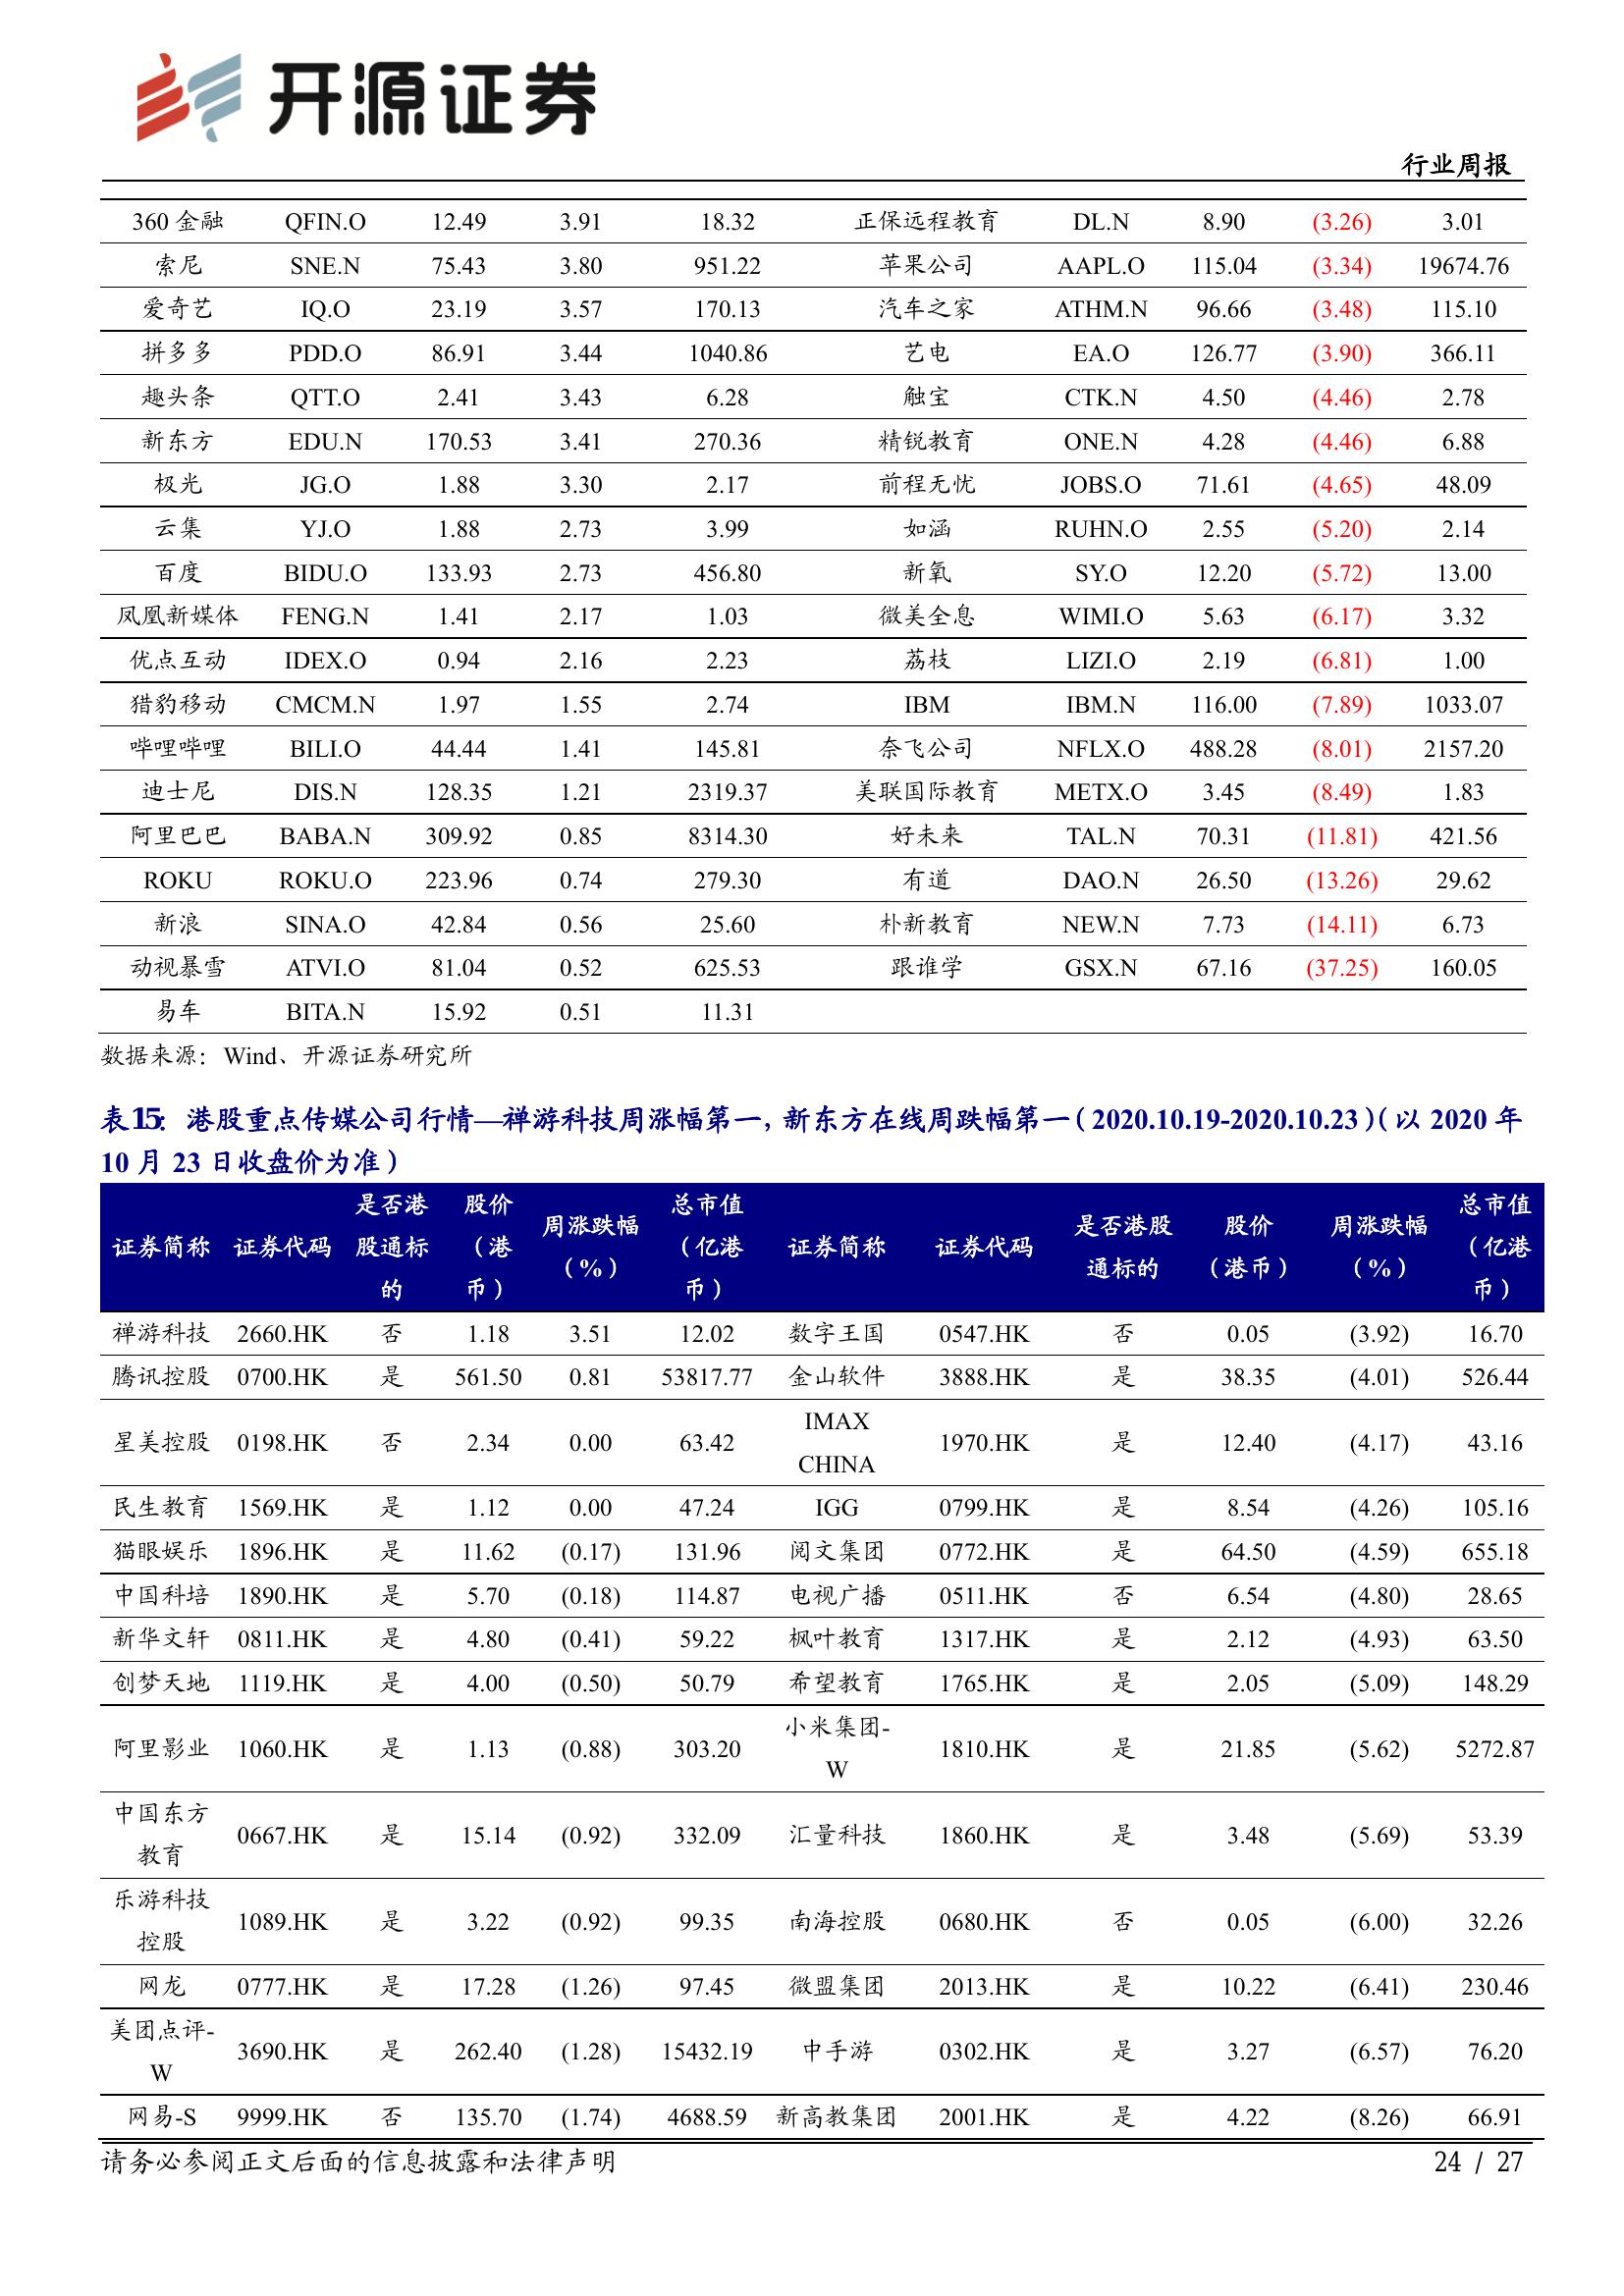 开源证券
行业周报
360 金融 QFIN.O 12.49 3.91 18.32 正保远程教育 DL.N 8.90 (3.26) 3.01
索尼 SNE.N 75.43 3.80 951.22 苹果公司 AAPL.O 115.04 (3.34) 19674.76
爱奇艺 IQ.O 23.19 3.57 170.13 汽车之家 ATHM.N 96.66 (3.48) 115.10
拼多多 PDD.O 86.91 3.44 1040.86 艺电 EA.O 126.77 (3.90) 366.11
趣头条 QTT.O 2.41 3.43 6.28 触宝 CTK.N 4.50 (4.46) 2.78
新东方 EDU.N 170.53 3.41 270.36 精锐教育 ONE.N 4.28 (4.46) 6.88
极光 JG.O 1.88 3.30 2.17 前程无忧 JOBS.O 71.61 (4.65) 48.09
云集 YJ.O 1.88 2.73 3.99 如涵 RUHN.O 2.55 (5.20) 2.14
百度 BIDU.O 133.93 2.73 456.80 新氧 SY.O 12.20 (5.72) 13.00
凤凰新媒体 FENG.N 1.41 2.17 1.03 微美全息 WIMI.O 5.63 (6.17) 3.32
优点互动 IDEX.O 0.94 2.16 2.23 荔枝 LIZI.O 2.19 (6.81) 1.00
猎豹移动 CMCM.N 1.97 1.55 2.74 IBM IBM.N 116.00 (7.89) 1033.07
哔哩哔哩 BILI.O 44.44 1.41 145.81 奈飞公司 NFLX.O 488.28 (8.01) 2157.20
迪士尼 DIS.N 128.35 1.21 2319.37 美联国际教育 METX.O 3.45 (8.49) 1.83
阿里巴巴 BABA.N 309.92 0.85 8314.30 好未来 TAL.N 70.31 (11.81) 421.56
ROKU ROKU.O 223.96 0.74 279.30 有道 DAO.N 26.50 (13.26) 29.62
新浪 SINA.O 42.84 0.56 25.60 朴新教育 NEW.N 7.73 (14.11) 6.73
动视暴雪 ATVI.O 81.04 0.52 625.53 跟谁学 GSX.N 67.16 (37.25) 160.05
易车 BITA.N 15.92 0.51 11.31
数据来源：Wind、开源证券研究所
表15：港股重点传媒公司行情—禅游科技周涨幅第一，新东方在线周跌幅第一（2020.10.19-2020.10.23）（以 2020 年
10 月 23 日收盘价为准）
证券简称 证券代码 是否港股通标的 股价（港币） 周涨跌幅（%） 总市值（亿港币） 证券简称 证券代码 是否港股通标的 股价（港币） 周涨跌幅（%） 总市值（亿港币）
禅游科技 2660.HK 否 1.18 3.51 12.02 数字王国 0547.HK 否 0.05 (3.92) 16.70
腾讯控股 0700.HK 是 561.50 0.81 53817.77 金山软件 3888.HK 是 38.35 (4.01) 526.44
星美控股 0198.HK 否 2.34 0.00 63.42 IMAX CHINA 1970.HK 是 12.40 (4.17) 43.16
民生教育 1569.HK 是 1.12 0.00 47.24 IGG 0799.HK 是 8.54 (4.26) 105.16
猫眼娱乐 1896.HK 是 11.62 (0.17) 131.96 阅文集团 0772.HK 是 64.50 (4.59) 655.18
中国科培 1890.HK 是 5.70 (0.18) 114.87 电视广播 0511.HK 否 6.54 (4.80) 28.65
新华文轩 0811.HK 是 4.80 (0.41) 59.22 枫叶教育 1317.HK 是 2.12 (4.93) 63.50
创梦天地 1119.HK 是 4.00 (0.50) 50.79 希望教育 1765.HK 是 2.05 (5.09) 148.29
阿里影业 1060.HK 是 1.13 (0.88) 303.20 小米集团-W 1810.HK 是 21.85 (5.62) 5272.87
中国东方教育 0667.HK 是 15.14 (0.92) 332.09 汇量科技 1860.HK 是 3.48 (5.69) 53.39
乐游科技控股 1089.HK 是 3.22 (0.92) 99.35 南海控股 0680.HK 否 0.05 (6.00) 32.26
网龙 0777.HK 是 17.28 (1.26) 97.45 微盟集团 2013.HK 是 10.22 (6.41) 230.46
美团点评-W 3690.HK 是 262.40 (1.28) 15432.19 中手游 0302.HK 是 3.27 (6.57) 76.20
网易-S 9999.HK 否 135.70 (1.74) 4688.59 新高教集团 2001.HK 是 4.22 (8.26) 66.91
请务必参阅正文后面的信息披露和法律声明 24 / 27